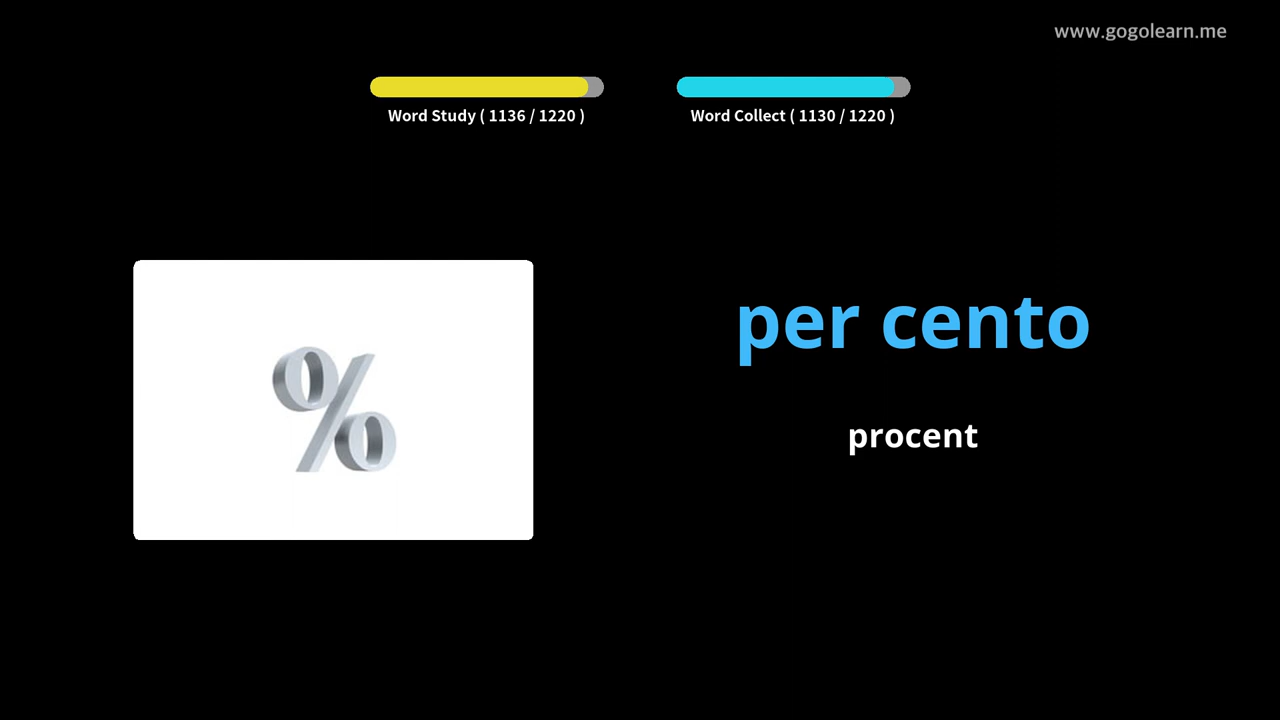 www.gogolearn.me
Word Study ( 1136 / 1220 )
Word Collect ( 1130 / 1220 )
%
per cento
procent